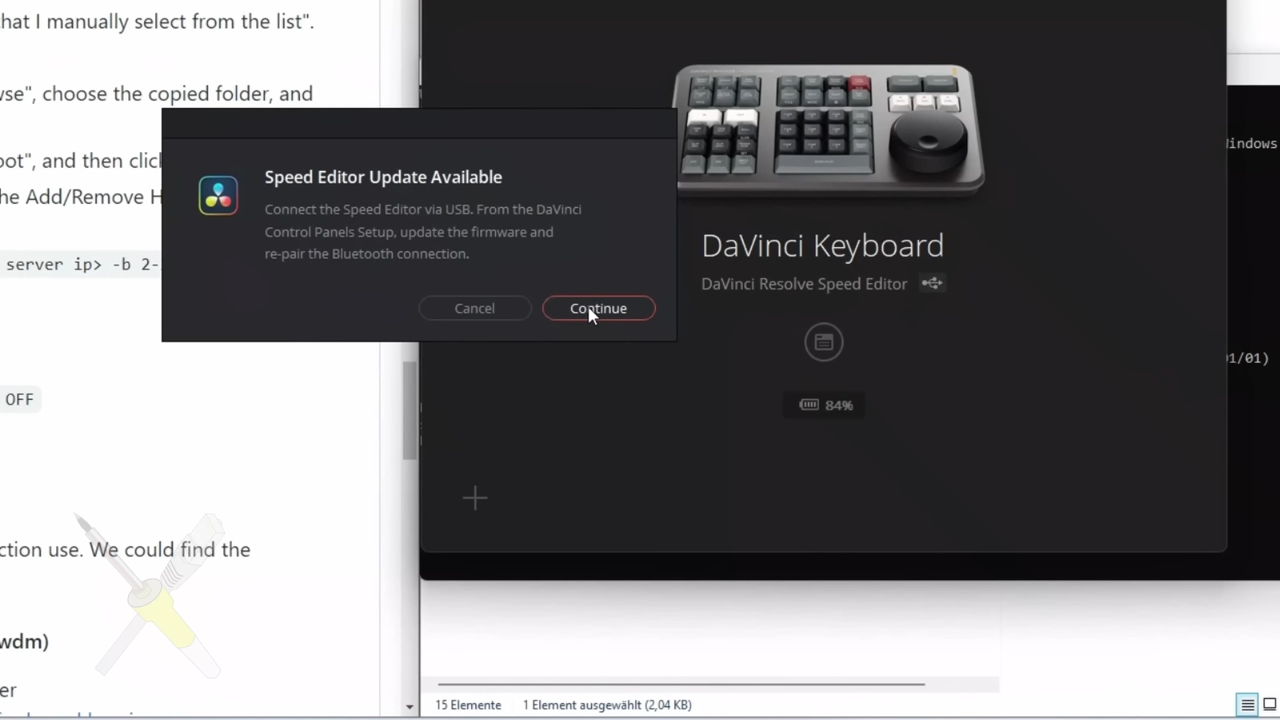 hat I manually select from the list".
se", choose the copied folder, and
oot", and then clic
he Add/Remove H
server ip> -b 2-
OFF
ction use. We could find the
wdm)
er
Speed Editor Update Available
Connect the Speed Editor via USB. From the DaVinci
Control Panels Setup, update the firmware and
re-pair the Bluetooth connection.
Cancel
Continue
DaVinci Keyboard
DaVinci Resolve Speed Editor
84%
Windows
01/01)
15 Elemente
1 Element ausgewählt (2,04 KB)